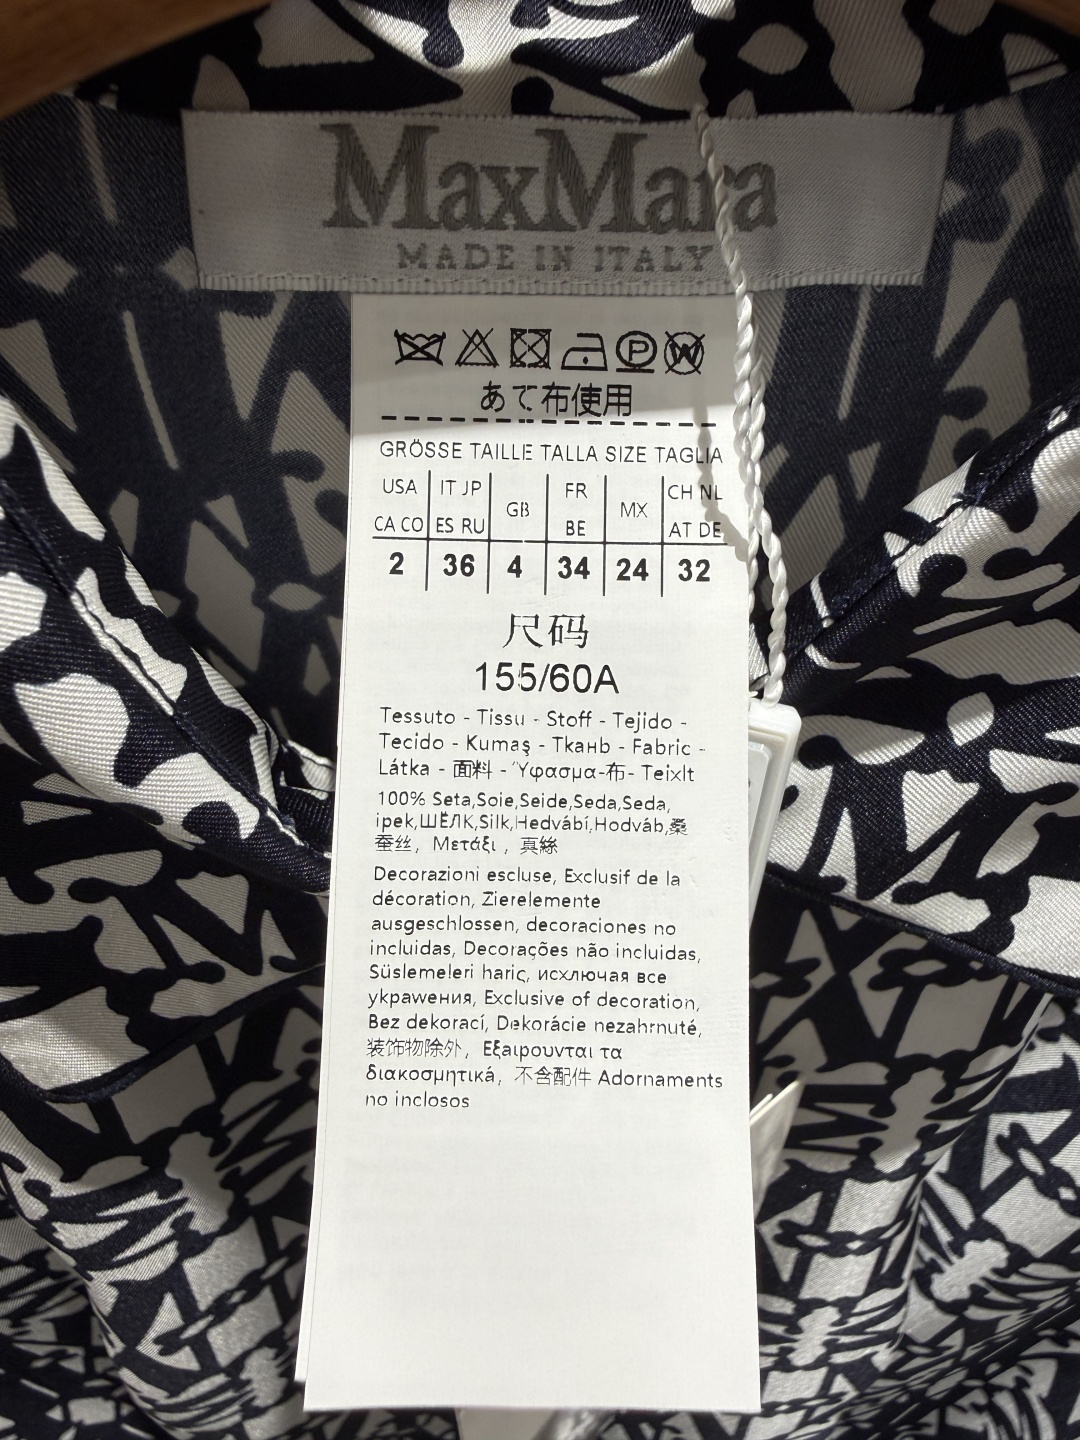 MaxMara
MADE IN ITALY
P W
あて布使用
GRÖSSE TAILLE TALLA SIZE TAGLIA
USA IT JP GB FR MX CH NL
CA CO ES RU BE AT DE
2 36 4 34 24 32
尺码
155/60A
Tessuto - Tissu - Stoff - Tejido -
Tecido - Kumaş - Ткань - Fabric -
Látka - 面料 - Ύφασμα-布- Teixlt
100% Seta,Soie,Seide,Seda,Seda,
ipek,ШЁЛК,Silk,Hedvábí,Hodváb,桑
蚕丝, Μετάξι , 真絲
Decorazioni escluse, Exclusif de la
décoration, Zierelemente
ausgeschlossen, decoraciones no
incluidas, Decorações não incluidas,
Süslemeleri hariç, исхлючая все
украwения, Exclusive of decoration,
Bez dekorací, Dekorácie nezahrnuté,
装饰物除外, Εξαιρουνται τα
διακοσμητικά, 不含配件 Adornaments
no inclosos